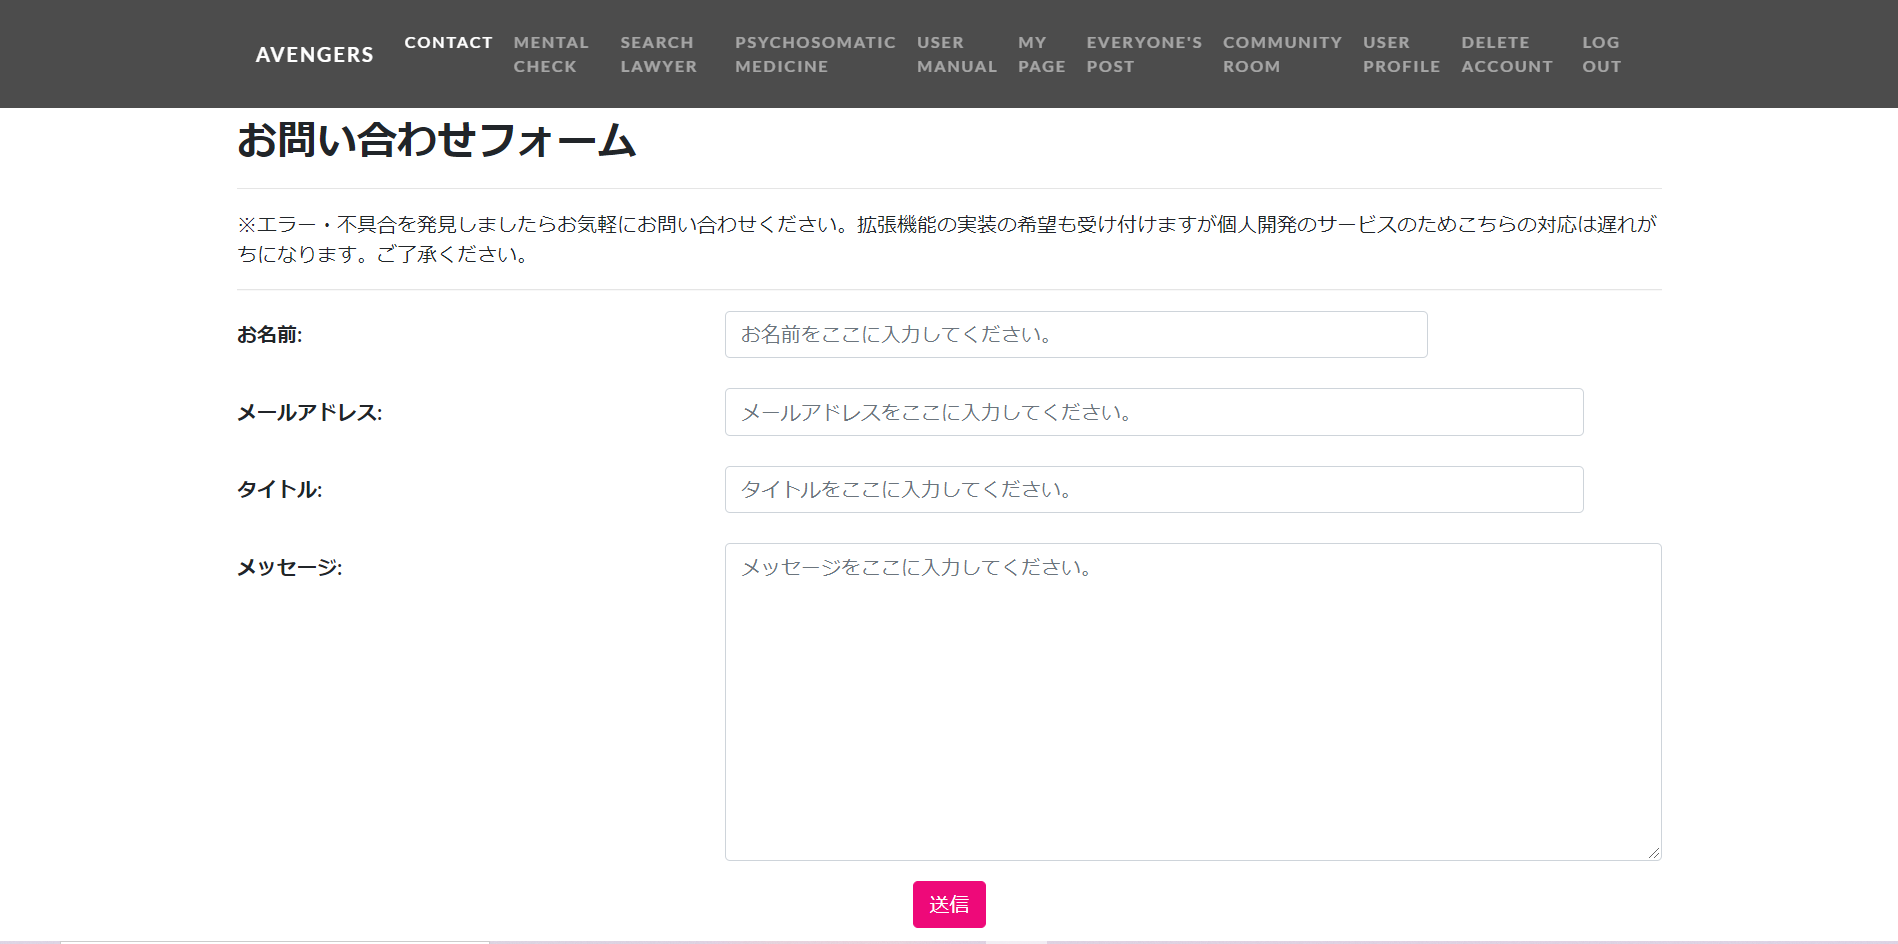 AVENGERS
CONTACT
MENTAL CHECK
SEARCH LAWYER
PSYCHOSOMATIC MEDICINE
USER MANUAL
MY PAGE
EVERYONE'S POST
COMMUNITY ROOM
USER PROFILE
DELETE ACCOUNT
LOG OUT
お問い合わせフォーム
※エラー・不具合を発見しましたらお気軽にお問い合わせください。拡張機能の実装の希望も受け付けますが個人開発のサービスのためこちらの対応は遅れが
ちになります。ご了承ください。
お名前:
お名前をここに入力してください。
メールアドレス:
メールアドレスをここに入力してください。
タイトル:
タイトルをここに入力してください。
メッセージ:
メッセージをここに入力してください。
送信